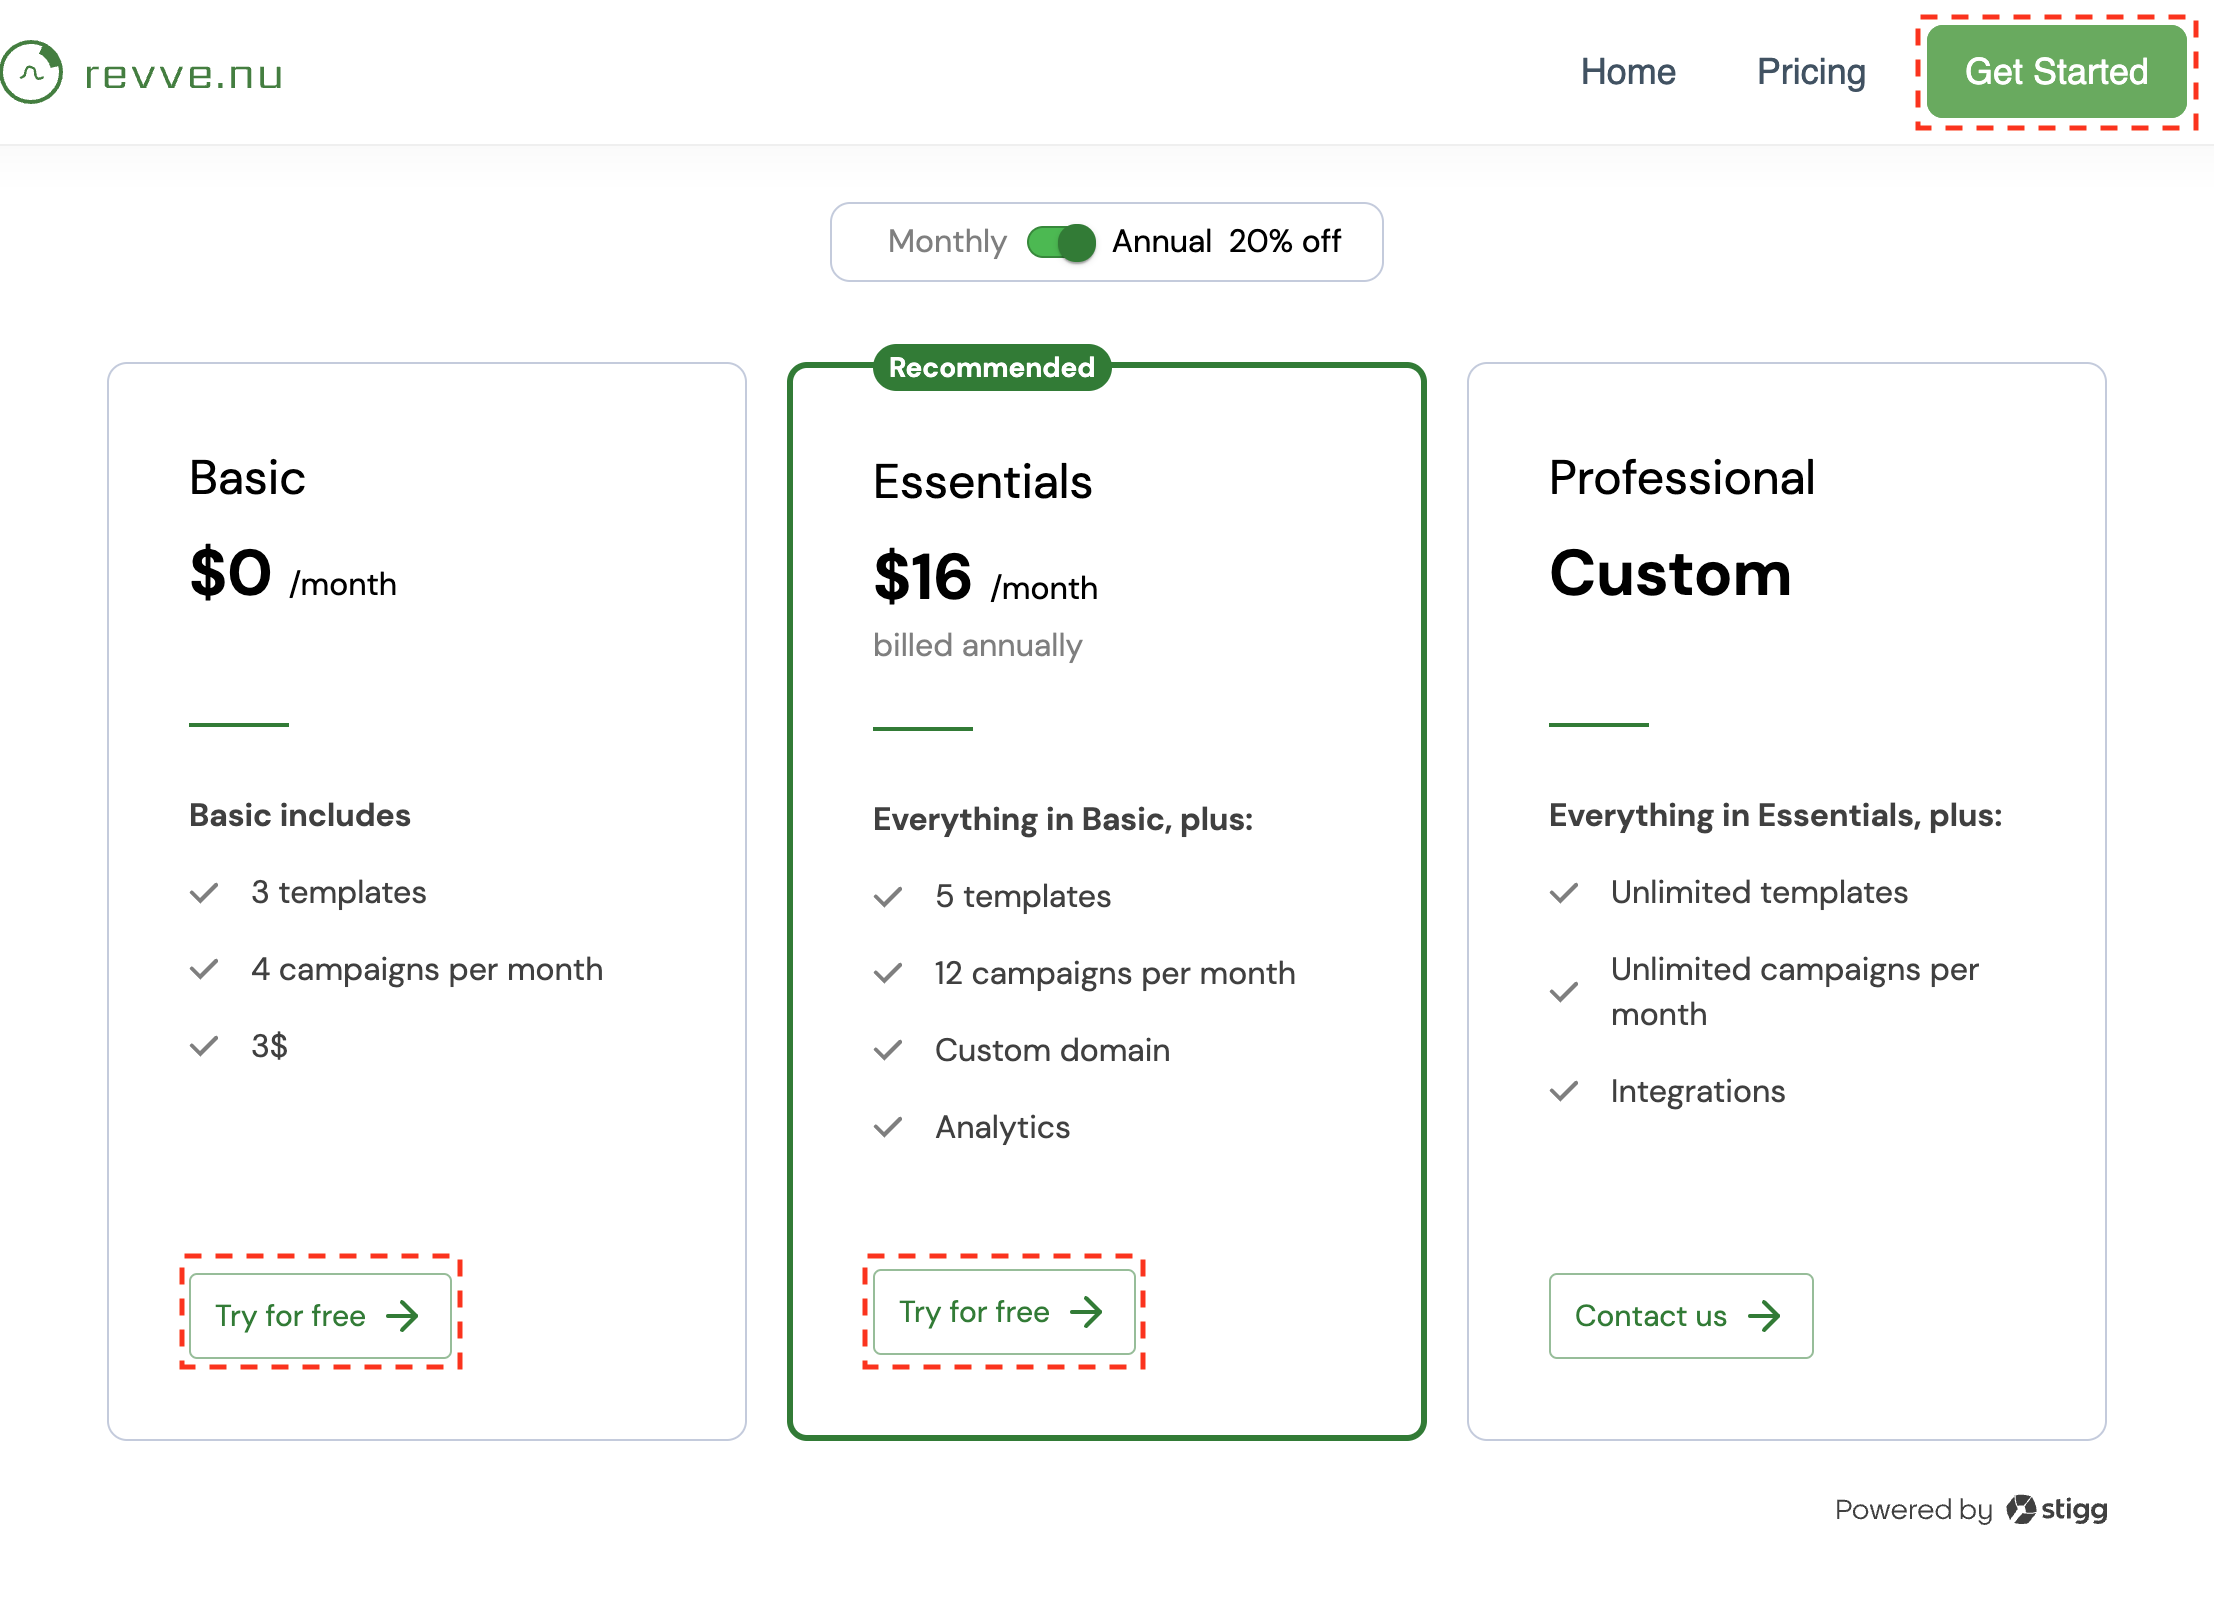 revve.nu
Home
Pricing
Get Started
Monthly
Annual 20% off
Basic
$0 /month
Basic includes
3 templates
4 campaigns per month
3$
Try for free
Recommended
Essentials
$16 /month
billed annually
Everything in Basic, plus:
5 templates
12 campaigns per month
Custom domain
Analytics
Try for free
Professional
Custom
Everything in Essentials, plus:
Unlimited templates
Unlimited campaigns per
month
Integrations
Contact us
Powered by stigg